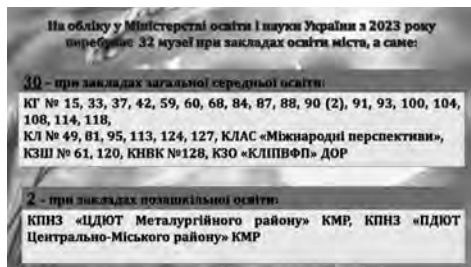 На обліку у Міністерстві освіти і науки України з 2023 року
перебуває 32 музеї при закладах освіти міста, а саме:
30 – при закладах загальної середньої освіти:
КГ № 15, 33, 37, 42, 59, 60, 68, 84, 87, 88, 90 (2), 91, 93, 100, 104,
108, 114, 118,
КЛ № 49, 81, 95, 113, 124, 127, КЛАС «Міжнародні перспективи»,
КЗШ № 61, 120, КНВК №128, КЗО «КЛІПВФП» ДОР
2 – при закладах позашкільної освіти:
КПНЗ «ЦДЮТ Металургійного району» КМР, КПНЗ «ПДЮТ
Центрально-Міського району» КМР